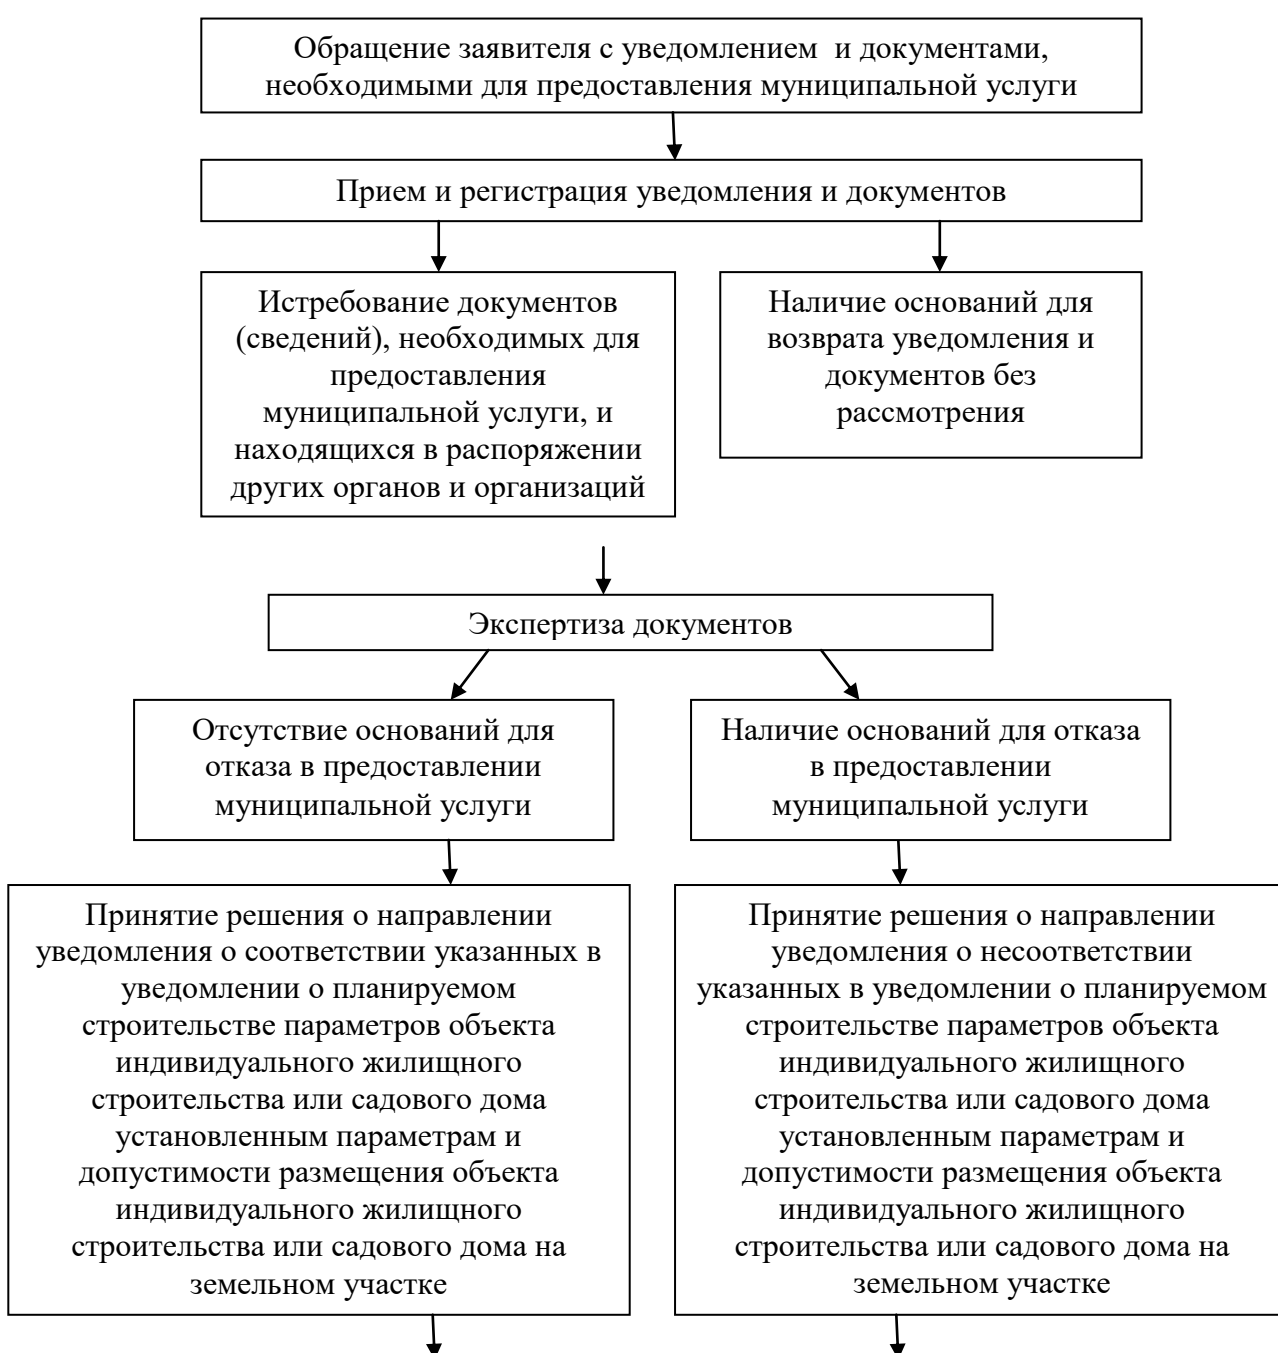 Обращение заявителя с уведомлением и документами,
необходимыми для предоставления муниципальной услуги
Прием и регистрация уведомления и документов
Истребование документов
(сведений), необходимых для
предоставления
муниципальной услуги, и
находящихся в распоряжении
других органов и организаций
Наличие оснований для
возврата уведомления и
документов без
рассмотрения
Экспертиза документов
Отсутствие оснований для
отказа в предоставлении
муниципальной услуги
Наличие оснований для отказа
в предоставлении
муниципальной услуги
Принятие решения о направлении
уведомления о соответствии указанных в
уведомлении о планируемом
строительстве параметров объекта
индивидуального жилищного
строительства или садового дома
установленным параметрам и
допустимости размещения объекта
индивидуального жилищного
строительства или садового дома на
земельном участке
Принятие решения о направлении
уведомления о несоответствии
указанных в уведомлении о планируемом
строительстве параметров объекта
индивидуального жилищного
строительства или садового дома
установленным параметрам и
допустимости размещения объекта
индивидуального жилищного
строительства или садового дома на
земельном участке